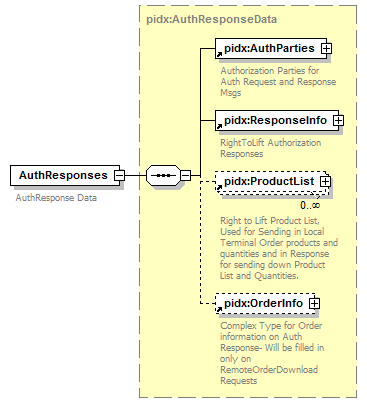 pidx:AuthResponseData
pidx:AuthParties
Authorization Parties for
Auth Request and Response
Msgs
pidx:ResponseInfo
RightToLift Authorization
Responses
AuthResponses
AuthResponse Data
pidx:ProductList
0..∞
Right to Lift Product List,
Used for Sending in Local
Terminal Order products and
quantities and in Response
for sending down Product
List and Quantities.
pidx:OrderInfo
Complex Type for Order
information on Auth
Response- Will be filled in
only on
RemoteOrderDownload
Requests